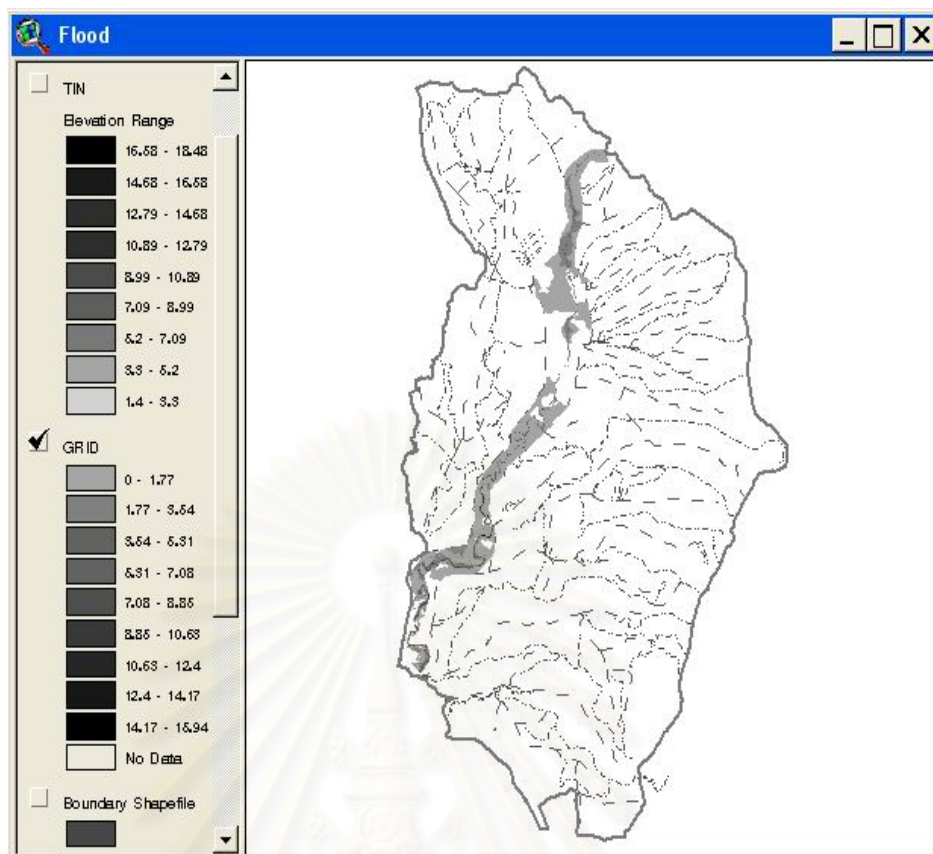 Flood
TIN
Elevation Range
16.58 - 18.48
14.68 - 16.58
12.79 - 14.68
10.89 - 12.79
8.99 - 10.89
7.09 - 8.99
5.2 - 7.09
3.3 - 5.2
1.4 - 3.3
GRID
0 - 1.77
1.77 - 3.54
3.54 - 5.31
5.31 - 7.08
7.08 - 8.85
8.85 - 10.63
10.63 - 12.4
12.4 - 14.17
14.17 - 15.94
No Data
Boundary Shapefile